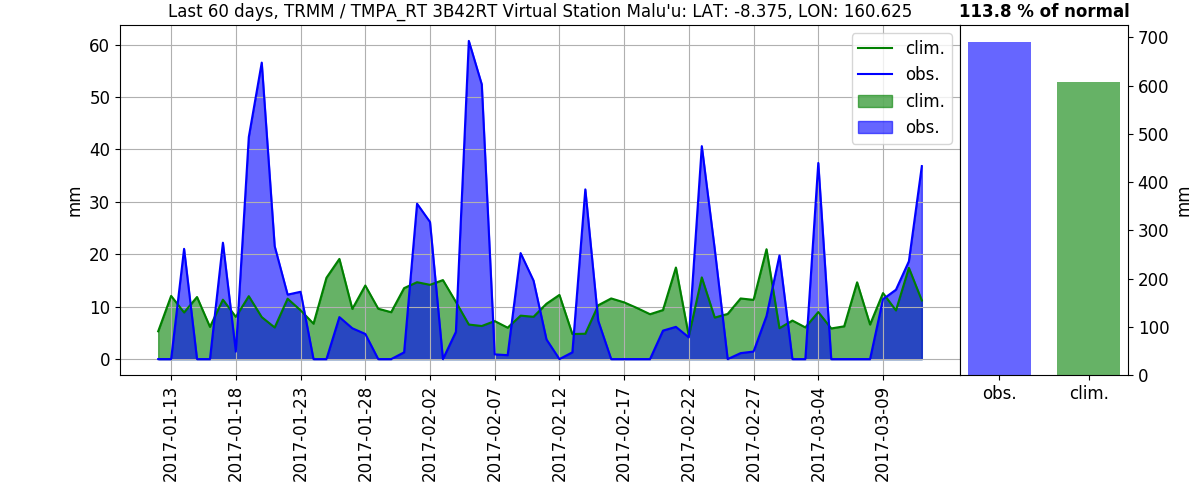 Last 60 days, TRMM / TMPA_RT 3B42RT Virtual Station Malu'u: LAT: -8.375, LON: 160.625
113.8 % of normal
60
50
40
30
20
10
0
mm
clim.
obs.
clim.
obs.
2017-01-13
2017-01-18
2017-01-23
2017-01-28
2017-02-02
2017-02-07
2017-02-12
2017-02-17
2017-02-22
2017-02-27
2017-03-04
2017-03-09
700
600
500
400
300
200
100
0
mm
obs.
clim.